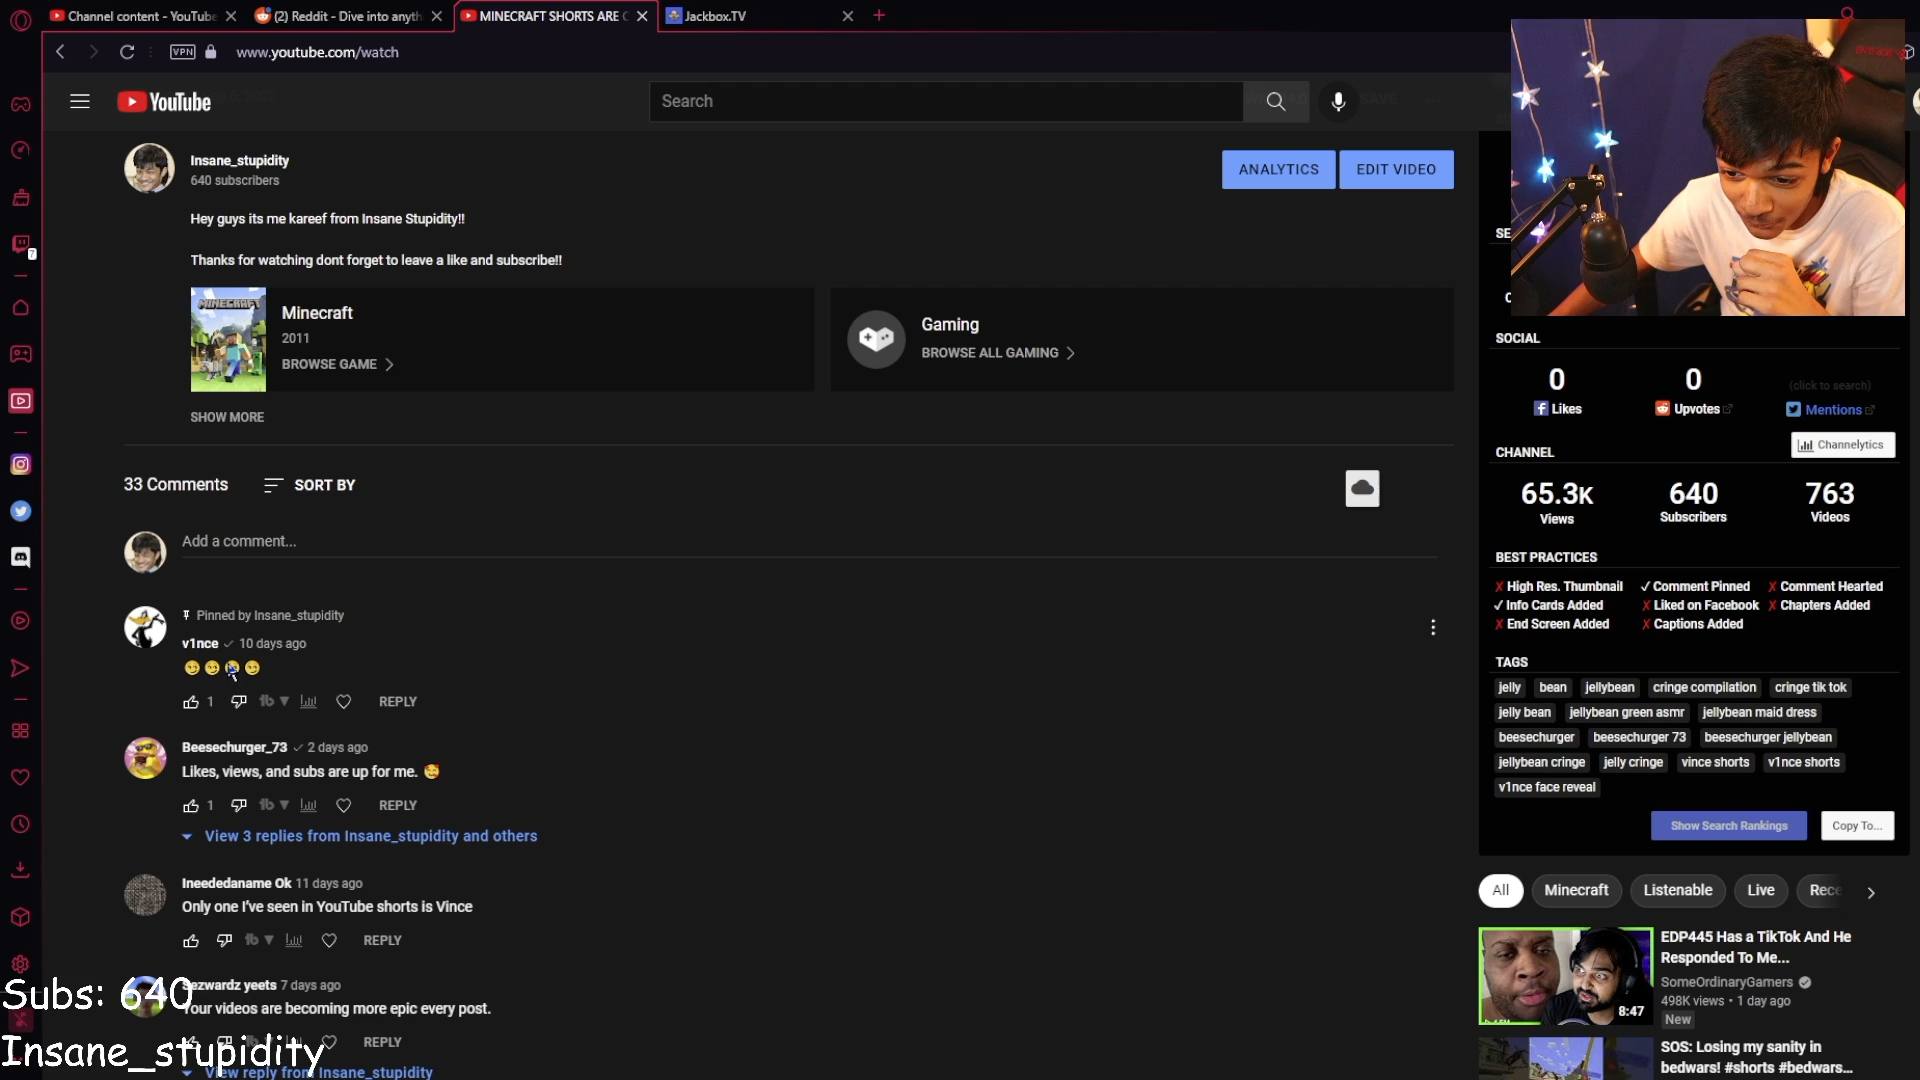 Channel content - YouTube
(2) Reddit - Dive into anyth
MINECRAFT SHORTS ARE C
Jackbox.TV
VPN
www.youtube.com/watch
YouTube
Search
Insane_stupidity
640 subscribers
ANALYTICS
EDIT VIDEO
Hey guys its me kareef from Insane Stupidity!!
Thanks for watching dont forget to leave a like and subscribe!!
MINECRAFT
Minecraft
2011
BROWSE GAME
Gaming
BROWSE ALL GAMING
SHOW MORE
33 Comments
SORT BY
Add a comment...
Pinned by Insane_stupidity
v1nce 10 days ago
😏😏😏😏
1
REPLY
Beesechurger_73 2 days ago
Likes, views, and subs are up for me. 🥰
1
REPLY
View 3 replies from Insane_stupidity and others
Ineededaname Ok 11 days ago
Only one I've seen in YouTube shorts is Vince
REPLY
Sezwardz yeets 7 days ago
Your videos are becoming more epic every post.
REPLY
View reply from Insane_stupidity
Subs: 640
Insane_stupidity
7
SE
SOCIAL
0
Likes
0
Upvotes
(click to search)
Mentions
CHANNEL
Channelytics
65.3K
Views
640
Subscribers
763
Videos
BEST PRACTICES
✗ High Res. Thumbnail ✓ Comment Pinned ✗ Comment Hearted
✓ Info Cards Added ✗ Liked on Facebook ✗ Chapters Added
✗ End Screen Added ✗ Captions Added
TAGS
jelly bean jellybean cringe compilation cringe tik tok
jelly bean jellybean green asmr jellybean maid dress
beesechurger beesechurger 73 beesechurger jellybean
jellybean cringe jelly cringe vince shorts v1nce shorts
v1nce face reveal
Show Search Rankings
Copy To...
All
Minecraft
Listenable
Live
Rece
EDP445 Has a TikTok And He
Responded To Me...
SomeOrdinaryGamers
498K views • 1 day ago
New
8:47
SOS: Losing my sanity in
bedwars! #shorts #bedwars...